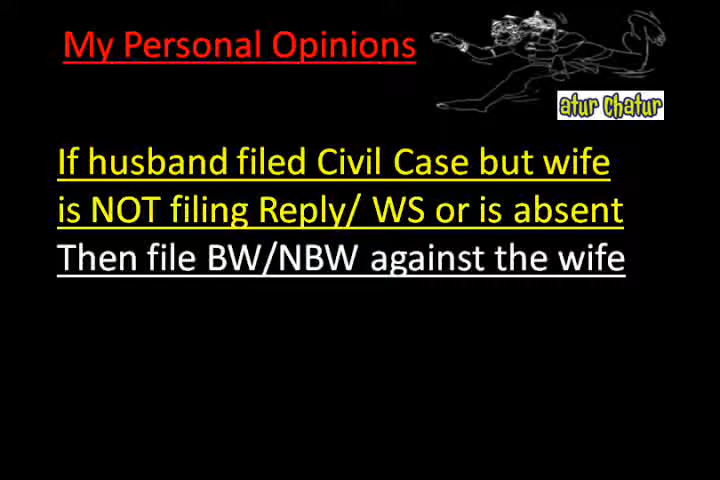 My Personal Opinions
atur Chatur
If husband filed Civil Case but wife
is NOT filing Reply/ WS or is absent
Then file BW/NBW against the wife